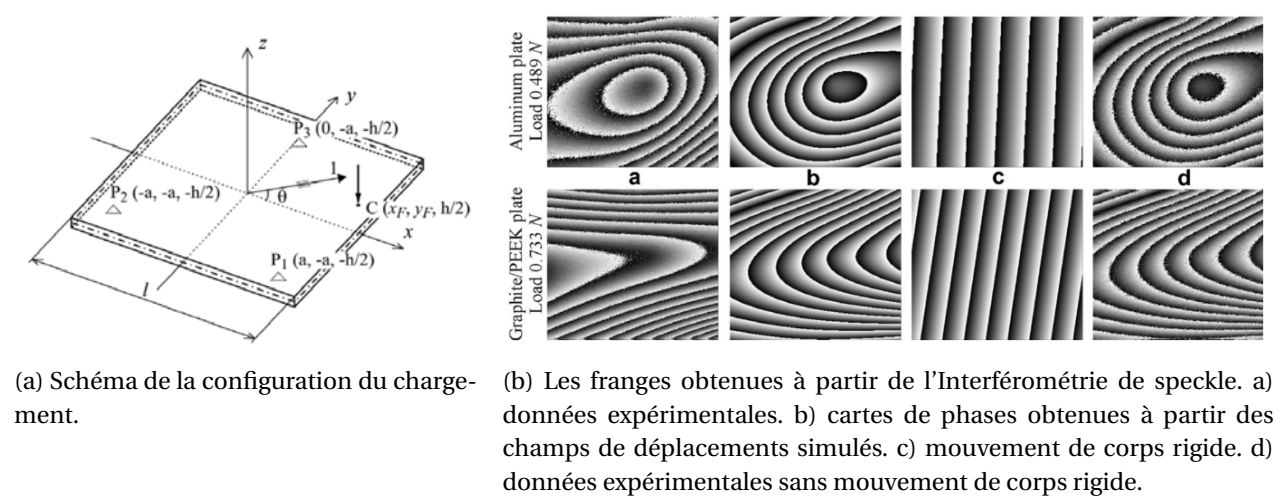 z
y
P3 (0, -a, -h/2)
1
P2 (-a, -a, -h/2)
θ
C (xF, yF, h/2)
x
P1 (a, -a, -h/2)
l
l
(a) Schéma de la configuration du charge-
ment.
Aluminum plate
Load 0.489 N
a
b
c
d
Graphite/PEEK plate
Load 0.733 N
(b) Les franges obtenues à partir de l'Interférométrie de speckle. a)
données expérimentales. b) cartes de phases obtenues à partir des
champs de déplacements simulés. c) mouvement de corps rigide. d)
données expérimentales sans mouvement de corps rigide.